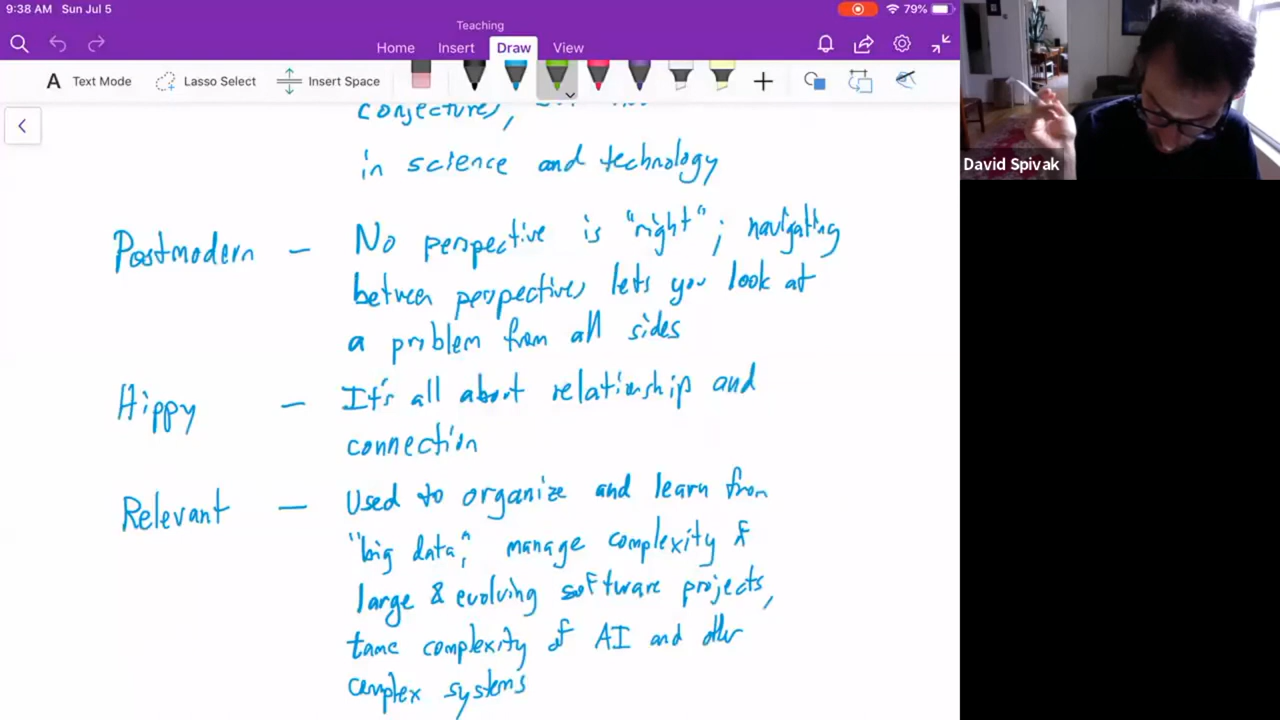 9:38 AM Sun Jul 5
79%
Teaching
Home Insert Draw View
Text Mode Lasso Select Insert Space
conjectures,
in science and technology
Postmodern — No perspective is "right"; navigating
between perspectives lets you look at
a problem from all sides
Hippy — It's all about relationship and
connection
Relevant — Used to organize and learn from
"big data", manage complexity of
large & evolving software projects,
tame complexity of AI and other
complex systems
David Spivak